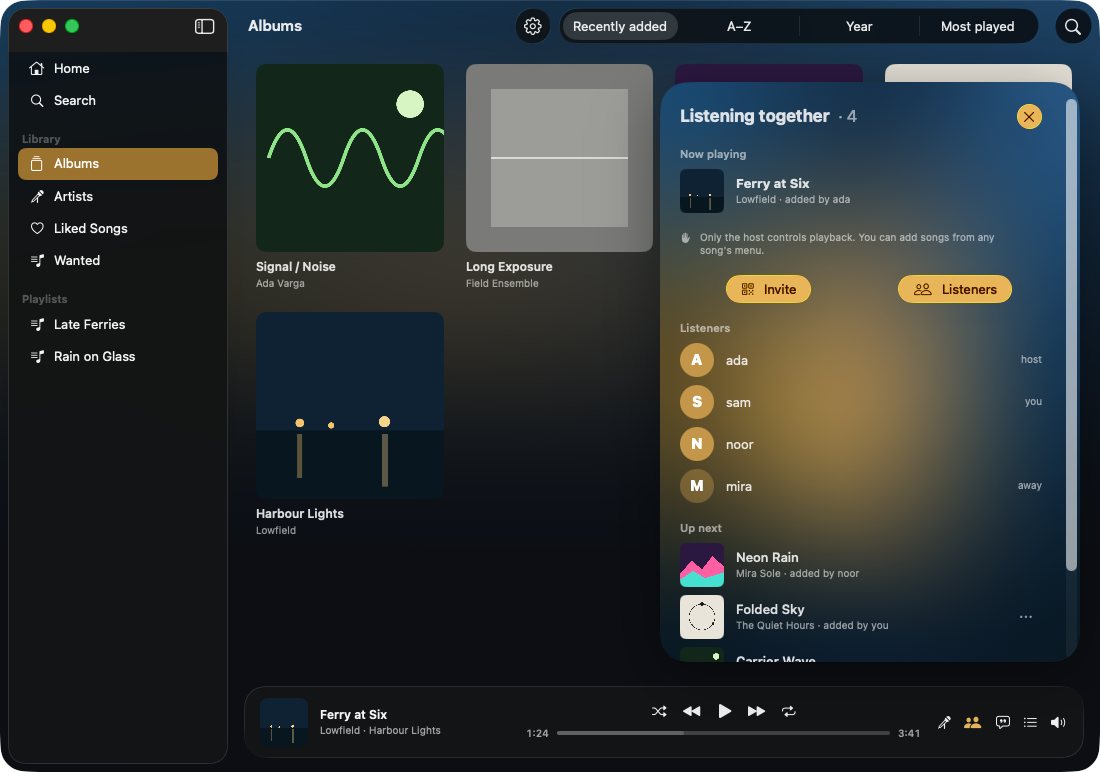 Albums
Recently added
A–Z
Year
Most played
Home
Search
Library
Albums
Artists
Liked Songs
Wanted
Playlists
Late Ferries
Rain on Glass
Signal / Noise
Ada Varga
Long Exposure
Field Ensemble
Harbour Lights
Lowfield
Listening together · 4
Now playing
Ferry at Six
Lowfield · added by ada
Only the host controls playback. You can add songs from any
song's menu.
Invite
Listeners
Listeners
A ada host
S sam you
N noor
M mira away
Up next
Neon Rain
Mira Sole · added by noor
Folded Sky
The Quiet Hours · added by you
Carrier Wave
Ferry at Six
Lowfield · Harbour Lights
1:24
3:41